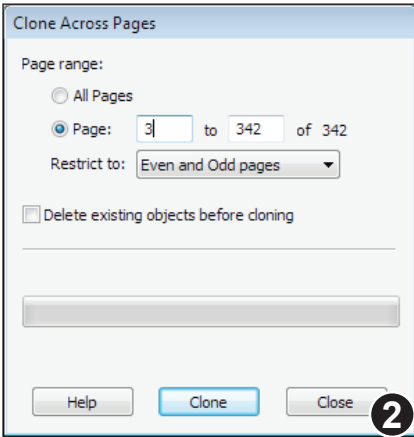 Clone Across Pages
Page range:
All Pages
Page: 3 to 342 of 342
Restrict to: Even and Odd pages
Delete existing objects before cloning
Help Clone Close
2